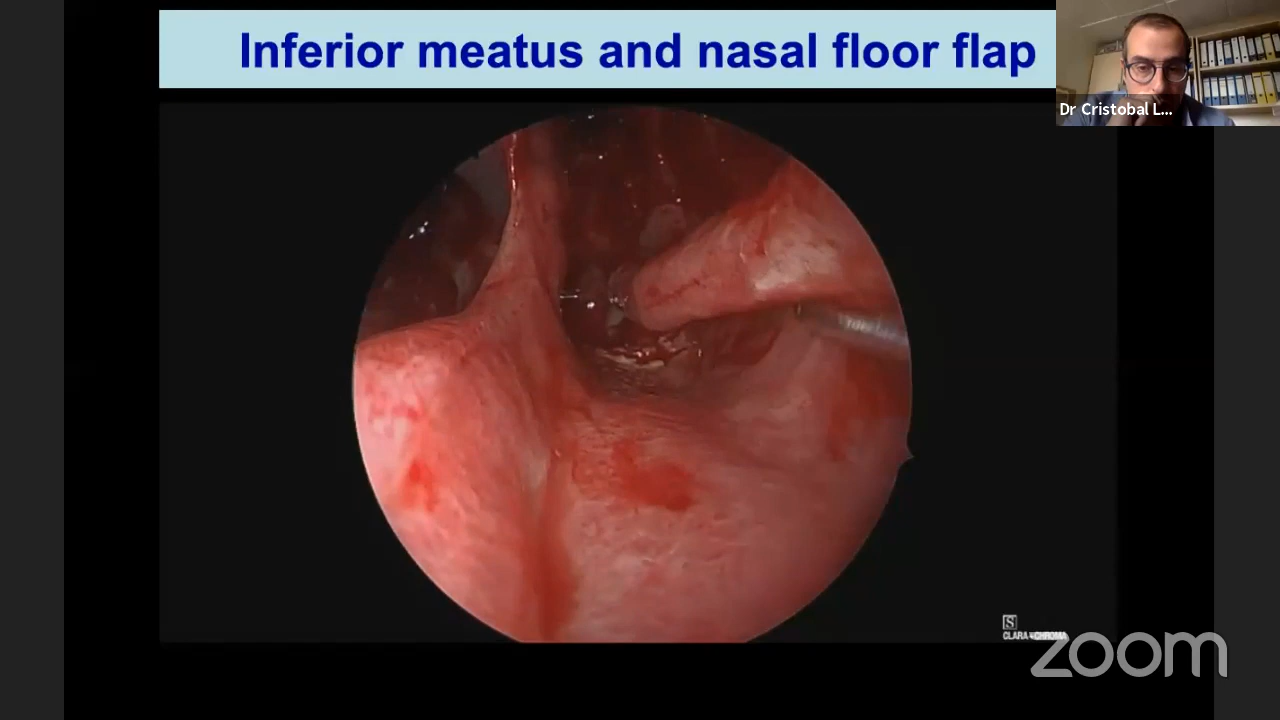 Inferior meatus and nasal floor flap
Dr Cristobal L...
S
CLARA+CHROMA
zoom